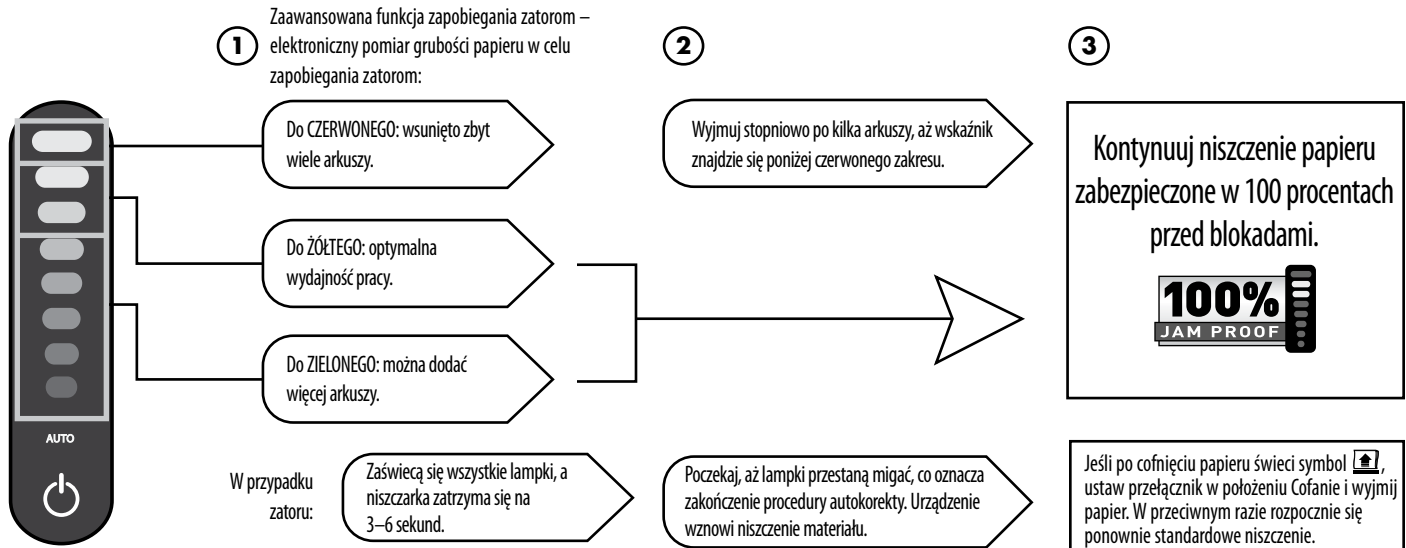 1
Zaawansowana funkcja zapobiegania zatorom –
elektroniczny pomiar grubości papieru w celu
zapobiegania zatorom:
2
3
Do CZERWONEGO: wsunięto zbyt
wiele arkuszy.
Wyjmuj stopniowo po kilka arkuszy, aż wskaźnik
znajdzie się poniżej czerwonego zakresu.
Kontynuuj niszczenie papieru
zabezpieczone w 100 procentach
przed blokadami.
100%
JAM PROOF
Do ŻÓŁTEGO: optymalna
wydajność pracy.
Do ZIELONEGO: można dodać
więcej arkuszy.
AUTO
W przypadku
zatoru:
Zaświecą się wszystkie lampki, a
niszczarka zatrzyma się na
3–6 sekund.
Poczekaj, aż lampki przestaną migać, co oznacza
zakończenie procedury autokorekty. Urządzenie
wznowi niszczenie materiału.
Jeśli po cofnięciu papieru świeci symbol ,
ustaw przełącznik w położeniu Cofanie i wyjmij
papier. W przeciwnym razie rozpocznie się
ponownie standardowe niszczenie.